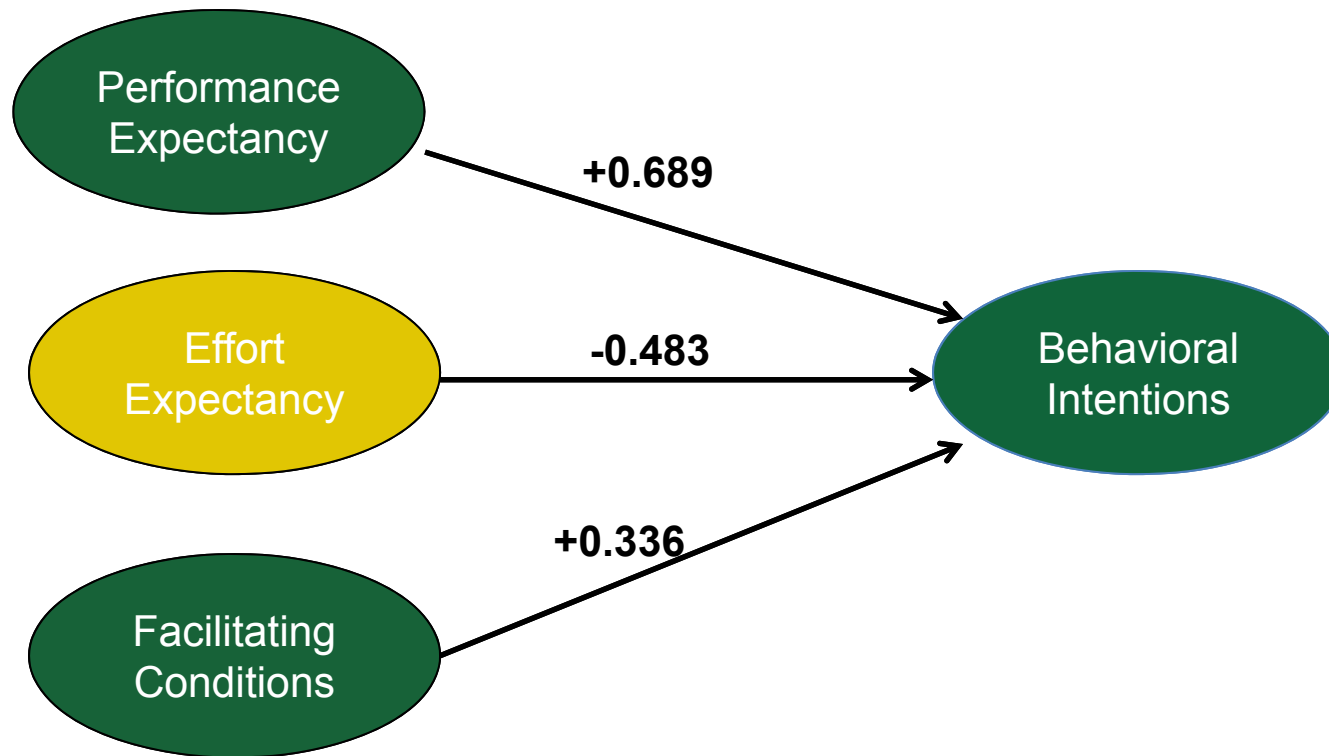 Performance
Expectancy
+0.689
Effort
Expectancy
-0.483
Behavioral
Intentions
+0.336
Facilitating
Conditions